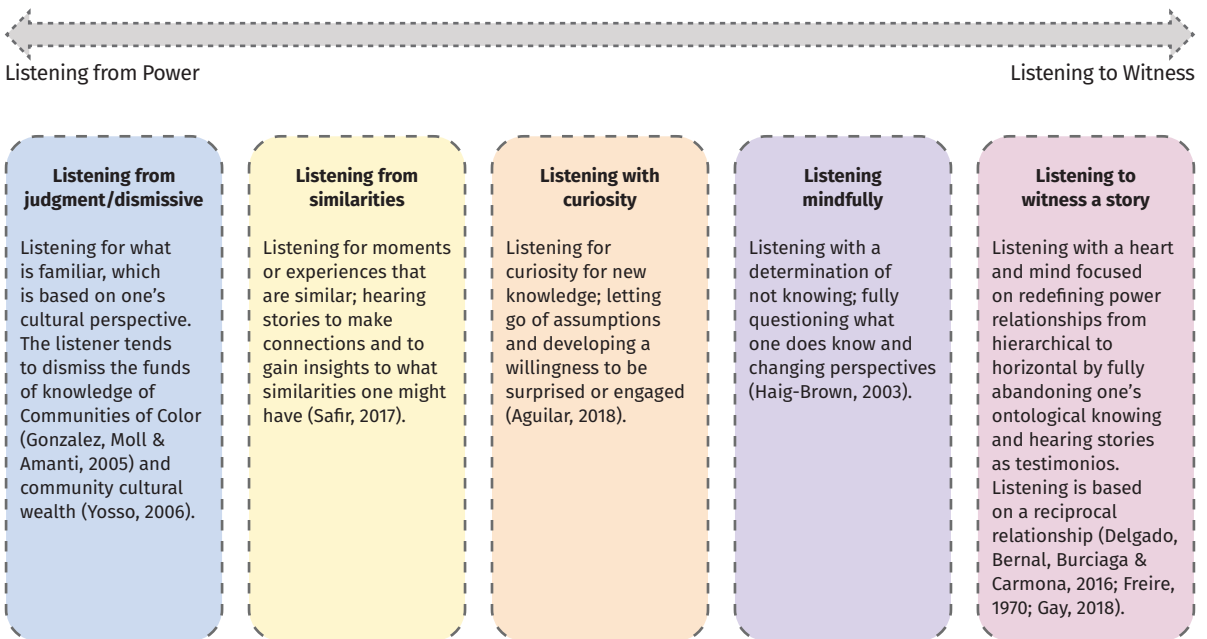 Listening from Power
Listening to Witness
Listening from
judgment/dismissive
Listening for what
is familiar, which
is based on one’s
cultural perspective.
The listener tends
to dismiss the funds
of knowledge of
Communities of Color
(Gonzalez, Moll &
Amanti, 2005) and
community cultural
wealth (Yosso, 2006).
Listening from
similarities
Listening for moments
or experiences that
are similar; hearing
stories to make
connections and to
gain insights to what
similarities one might
have (Safir, 2017).
Listening with
curiosity
Listening for
curiosity for new
knowledge; letting
go of assumptions
and developing a
willingness to be
surprised or engaged
(Aguilar, 2018).
Listening
mindfully
Listening with a
determination of
not knowing; fully
questioning what
one does know and
changing perspectives
(Haig-Brown, 2003).
Listening to
witness a story
Listening with a heart
and mind focused
on redefining power
relationships from
hierarchical to
horizontal by fully
abandoning one’s
ontological knowing
and hearing stories
as testimonios.
Listening is based
on a reciprocal
relationship (Delgado,
Bernal, Burciaga &
Carmona, 2016; Freire,
1970; Gay, 2018).